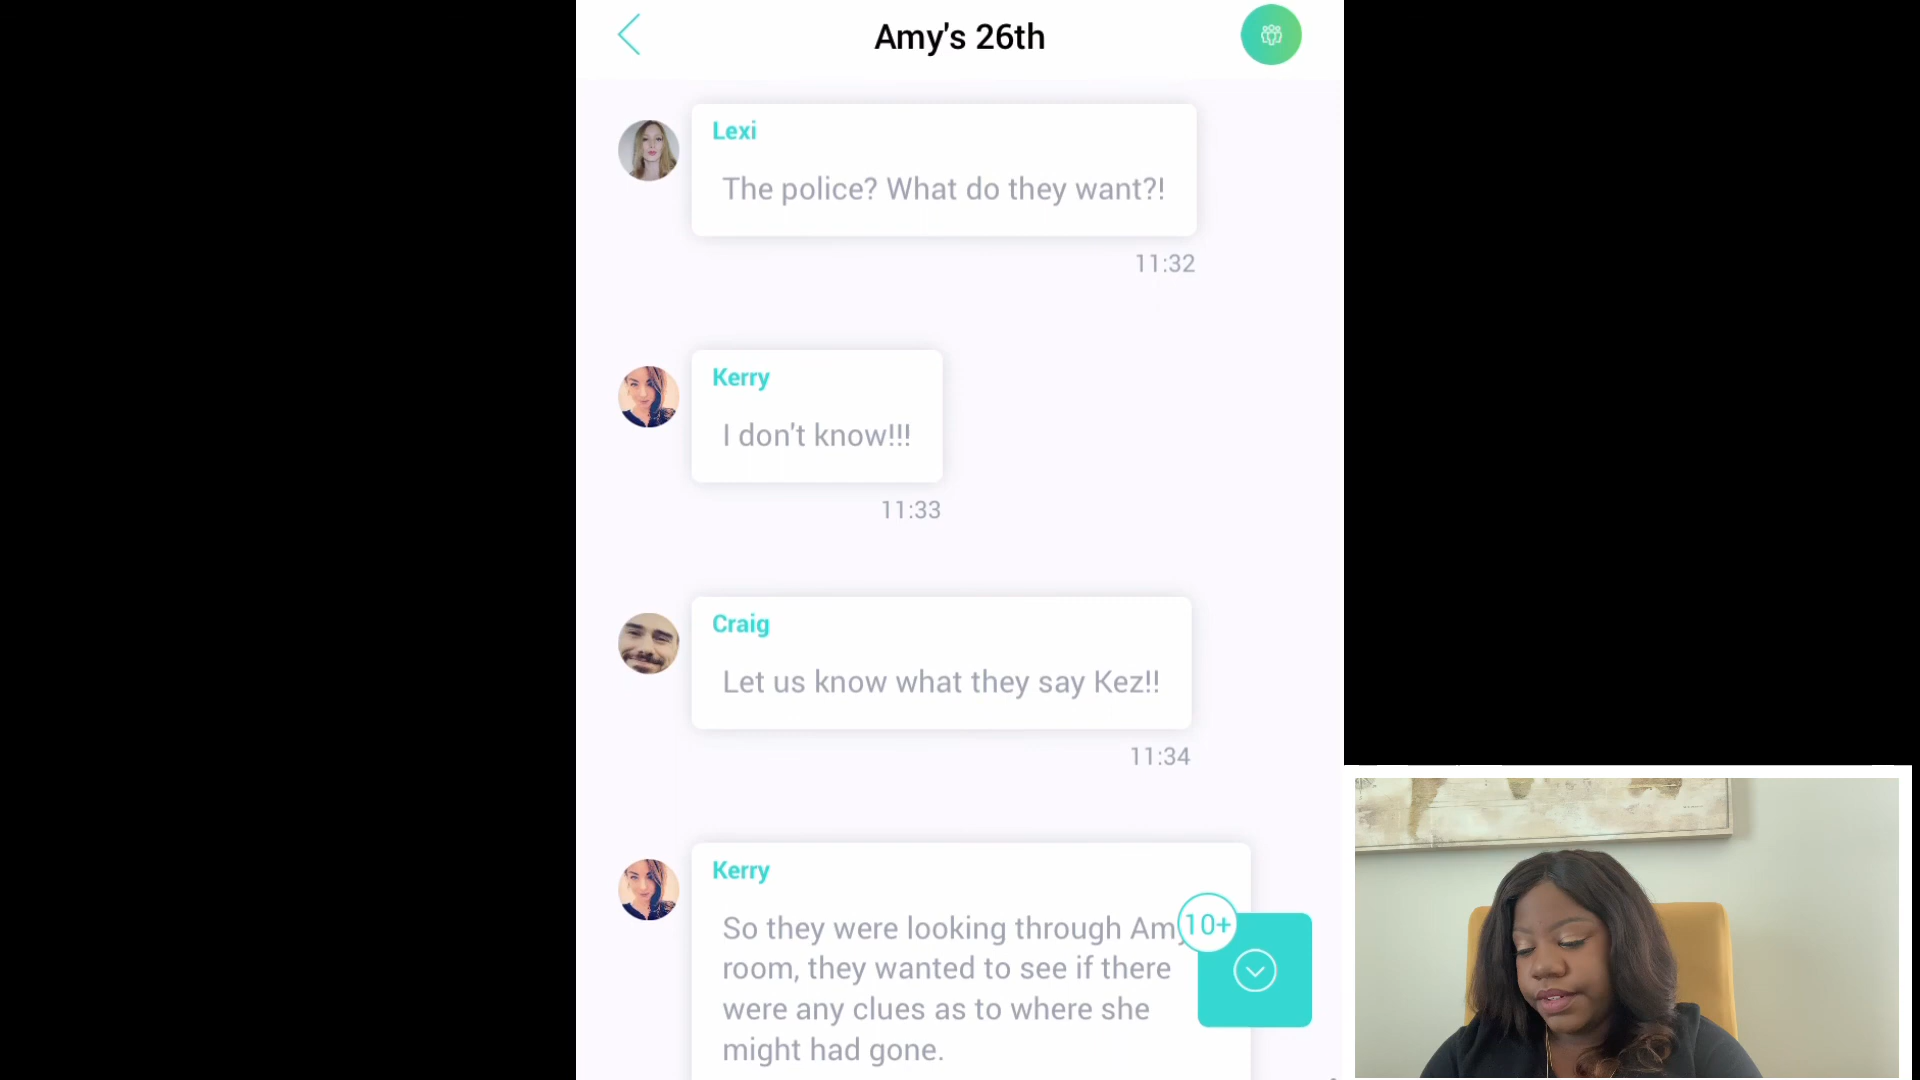 Amy's 26th
Lexi
The police? What do they want?!
11:32
Kerry
I don't know!!!
11:33
Craig
Let us know what they say Kez!!
11:34
Kerry
So they were looking through
room, they wanted to see if there
were any clues as to where she
might had gone.
10+